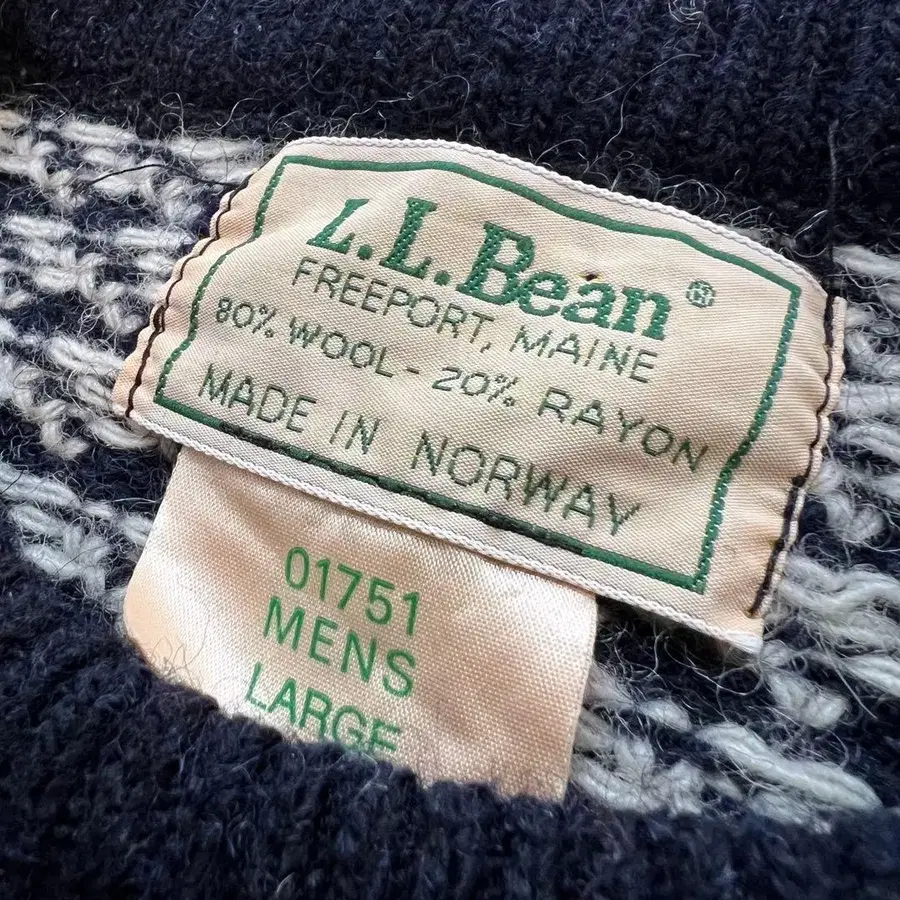 L.L.Bean®
FREEPORT, MAINE
80% WOOL - 20% RAYON
MADE IN NORWAY
01751
MENS
LARGE